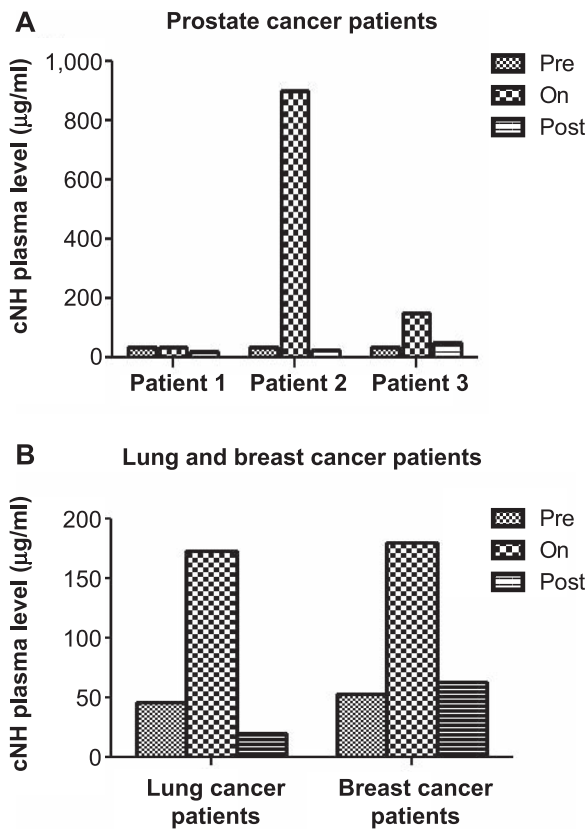 A
Prostate cancer patients
cNH plasma level (µg/ml)
1,000
800
600
400
200
0
Patient 1
Patient 2
Patient 3
Pre
On
Post
B
Lung and breast cancer patients
cNH plasma level (µg/ml)
200
150
100
50
0
Lung cancer
patients
Breast cancer
patients
Pre
On
Post